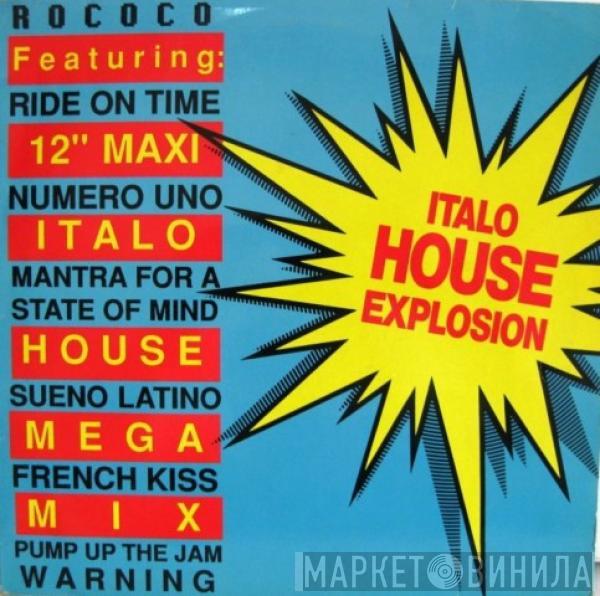 ROCOCO
Featuring:
RIDE ON TIME
12" MAXI
NUMERO UNO
ITALO
MANTRA FOR A
STATE OF MIND
HOUSE
SUENO LATINO
MEGA
FRENCH KISS
MIX
PUMP UP THE JAM
WARNING
ITALO
HOUSE
EXPLOSION
МАРКЕТ ВИНИЛА